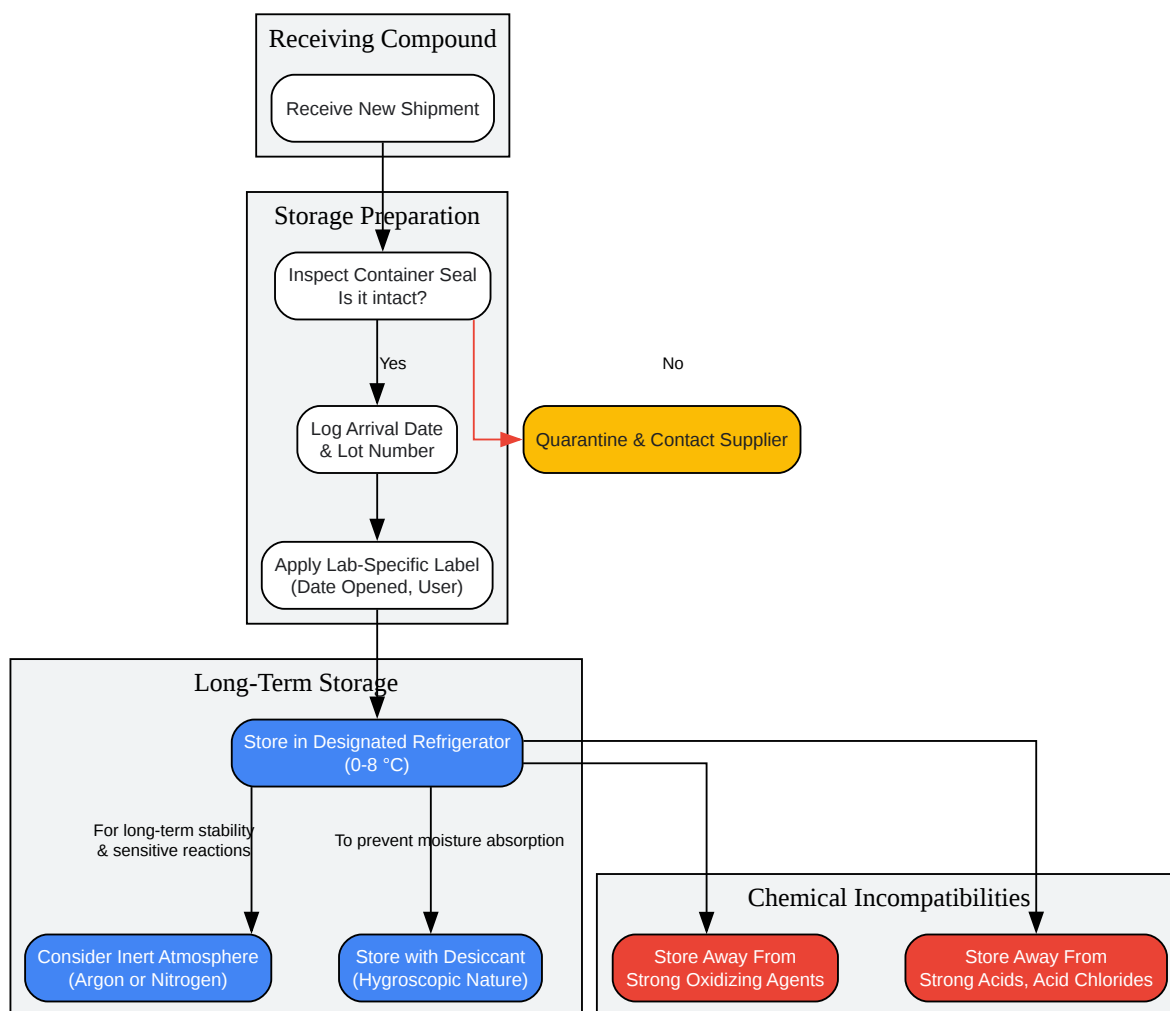 Receiving Compound
Receive New Shipment
Storage Preparation
Inspect Container Seal
Is it intact?
Yes
No
Log Arrival Date
& Lot Number
Quarantine & Contact Supplier
Apply Lab-Specific Label
(Date Opened, User)
Long-Term Storage
Store in Designated Refrigerator
(0-8 °C)
For long-term stability
& sensitive reactions
To prevent moisture absorption
Chemical Incompatibilities
Consider Inert Atmosphere
(Argon or Nitrogen)
Store with Desiccant
(Hygroscopic Nature)
Store Away From
Strong Oxidizing Agents
Store Away From
Strong Acids, Acid Chlorides